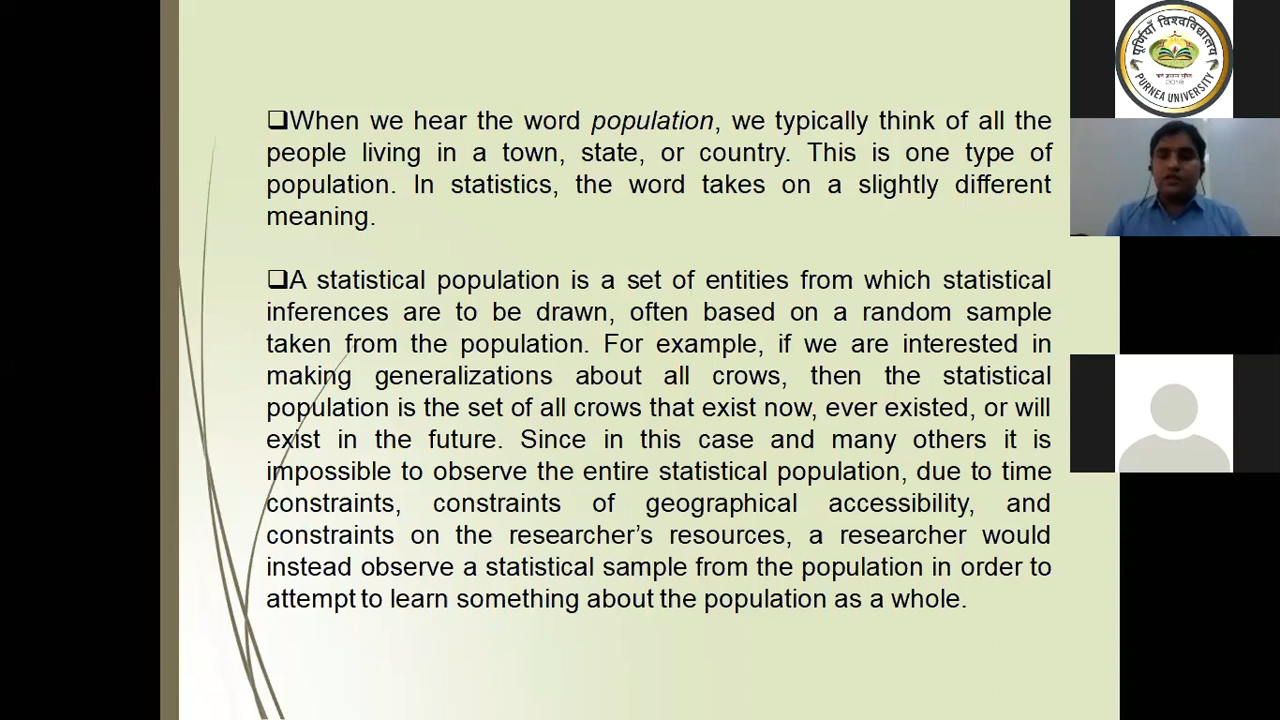 ❑When we hear the word population, we typically think of all the
people living in a town, state, or country. This is one type of
population. In statistics, the word takes on a slightly different
meaning.
❑A statistical population is a set of entities from which statistical
inferences are to be drawn, often based on a random sample
taken from the population. For example, if we are interested in
making generalizations about all crows, then the statistical
population is the set of all crows that exist now, ever existed, or will
exist in the future. Since in this case and many others it is
impossible to observe the entire statistical population, due to time
constraints, constraints of geographical accessibility, and
constraints on the researcher’s resources, a researcher would
instead observe a statistical sample from the population in order to
attempt to learn something about the population as a whole.
पूर्णियाँ विश्वविद्यालय
2018
PURNEA UNIVERSITY